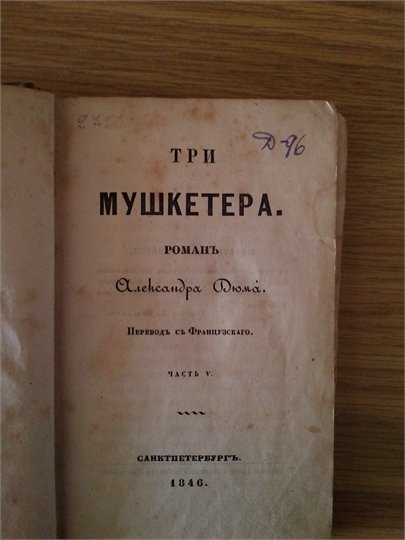 Д-96
ТРИ
МУШКЕТЕРА.
РОМАНЪ
Александра Дюма́.
ПЕРЕВОДЪ СЪ ФРАНЦУЗСКАГО.
ЧАСТЬ V.
САНКТПЕТЕРБУРГЪ.
1846.